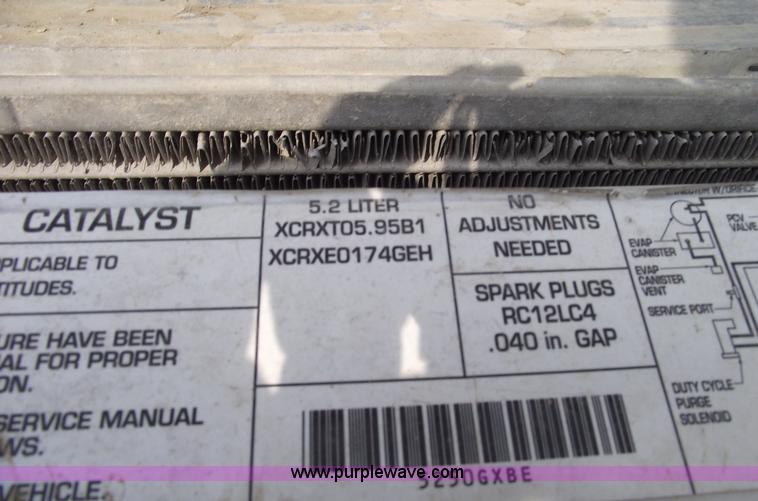 CATALYST
PPLICABLE TO
TITUDES.
URE HAVE BEEN
AL FOR PROPER
ON.
SERVICE MANUAL
WS.
VEHICLE.
5.2 LITER
XCRXT05.95B1
XCRXE0174GEH
NO
ADJUSTMENTS
NEEDED
SPARK PLUGS
RC12LC4
.040 in. GAP
W/ORIFICE
PCV
VALVE
EVAP
CANISTER
EVAP
CANISTER
VENT
SERVICE PORT
DUTY CYCLE
PURGE
SOLENOID
www.purplewave.com